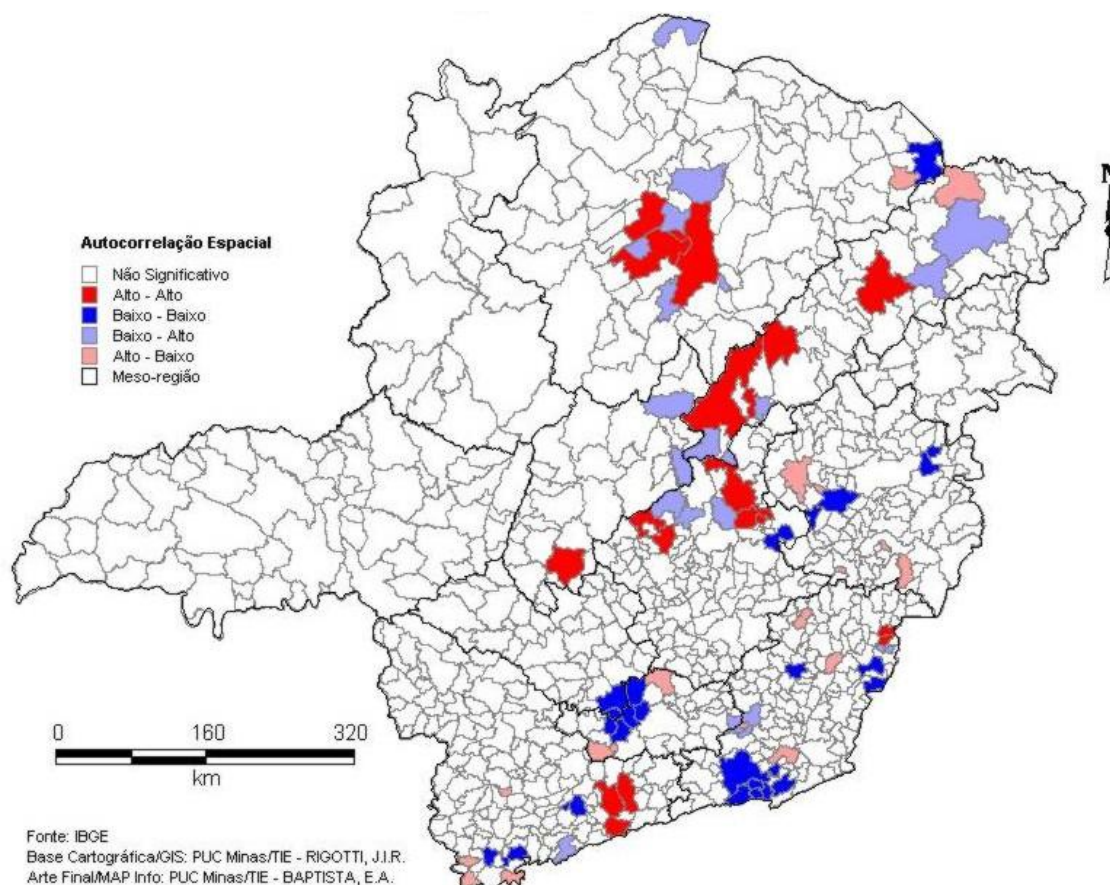 N
Autocorrelação Espacial
Não Significativo
Alto - Alto
Baixo - Baixo
Baixo - Alto
Alto - Baixo
Meso-região
0 160 320
km
Fonte: IBGE
Base Cartográfica/GIS: PUC Minas/TIE - RIGOTTI, J.I.R.
Arte Final/MAP Info: PUC Minas/TIE - BAPTISTA, E.A.